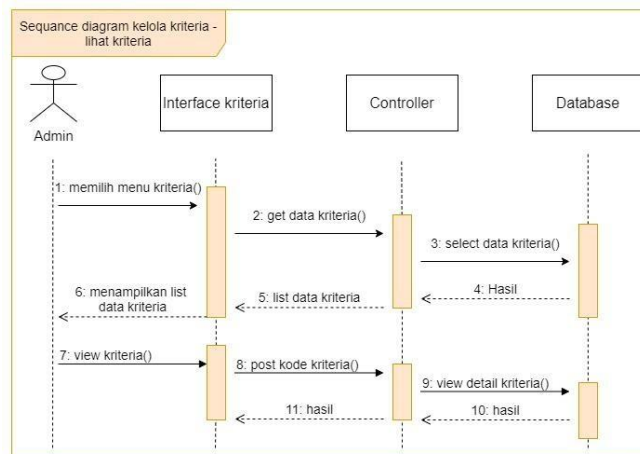 Sequance diagram kelola kriteria -
lihat kriteria
Admin
Interface kriteria
Controller
Database
1: memilih menu kriteria()
2: get data kriteria()
3: select data kriteria()
4: Hasil
5: list data kriteria
6: menampilkan list
data kriteria
7: view kriteria()
8: post kode kriteria()
9: view detail kriteria()
10: hasil
11: hasil